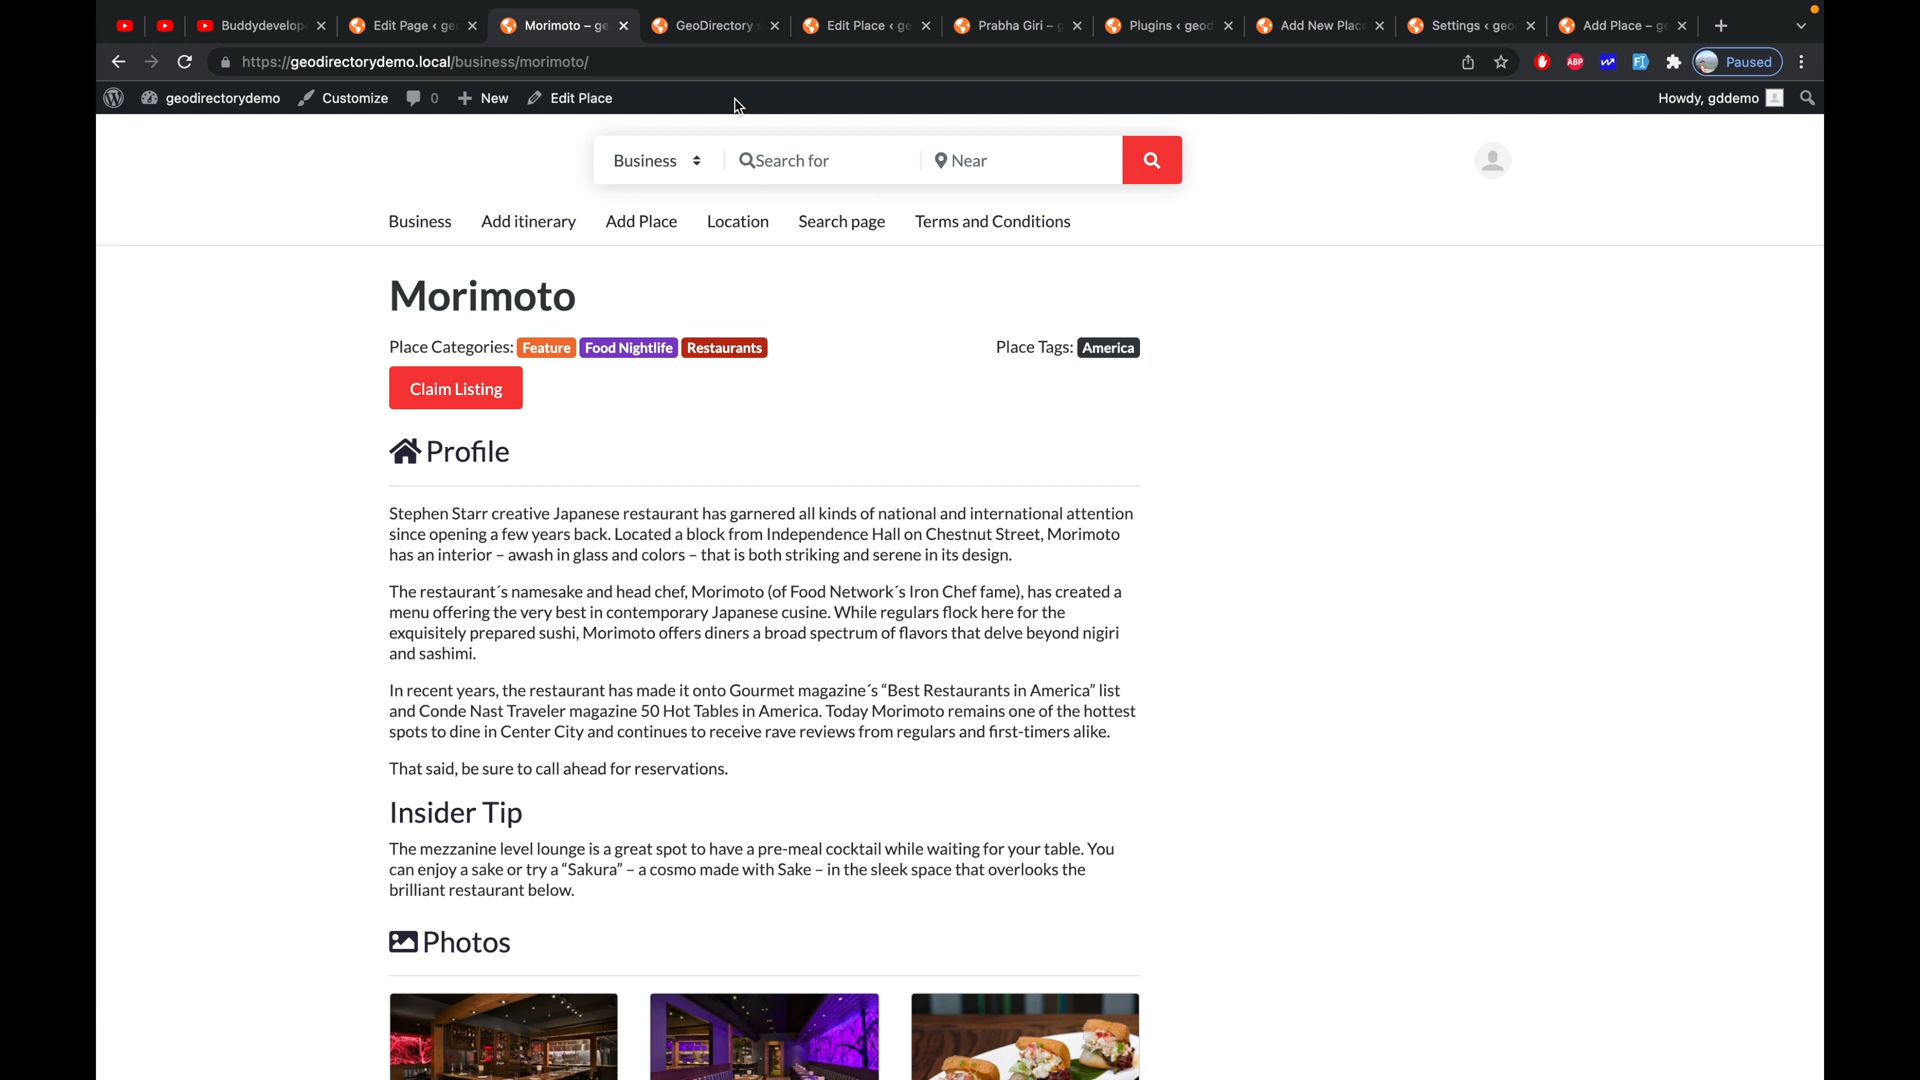 Buddydevelop
Edit Page < ge
Morimoto – ge
GeoDirectory s
Edit Place < ge
Prabha Giri – g
Plugins < geod
Add New Place
Settings < geo
Add Place – g
https://geodirectorydemo.local/business/morimoto/
ABP
Paused
geodirectorydemo
Customize
0
New
Edit Place
Howdy, gddemo
Business
Search for
Near
Business
Add itinerary
Add Place
Location
Search page
Terms and Conditions
Morimoto
Place Categories: Feature Food Nightlife Restaurants
Place Tags: America
Claim Listing
Profile
Stephen Starr creative Japanese restaurant has garnered all kinds of national and international attention
since opening a few years back. Located a block from Independence Hall on Chestnut Street, Morimoto
has an interior – awash in glass and colors – that is both striking and serene in its design.
The restaurant´s namesake and head chef, Morimoto (of Food Network´s Iron Chef fame), has created a
menu offering the very best in contemporary Japanese cusine. While regulars flock here for the
exquisitely prepared sushi, Morimoto offers diners a broad spectrum of flavors that delve beyond nigiri
and sashimi.
In recent years, the restaurant has made it onto Gourmet magazine´s “Best Restaurants in America” list
and Conde Nast Traveler magazine 50 Hot Tables in America. Today Morimoto remains one of the hottest
spots to dine in Center City and continues to receive rave reviews from regulars and first-timers alike.
That said, be sure to call ahead for reservations.
Insider Tip
The mezzanine level lounge is a great spot to have a pre-meal cocktail while waiting for your table. You
can enjoy a sake or try a “Sakura” – a cosmo made with Sake – in the sleek space that overlooks the
brilliant restaurant below.
Photos